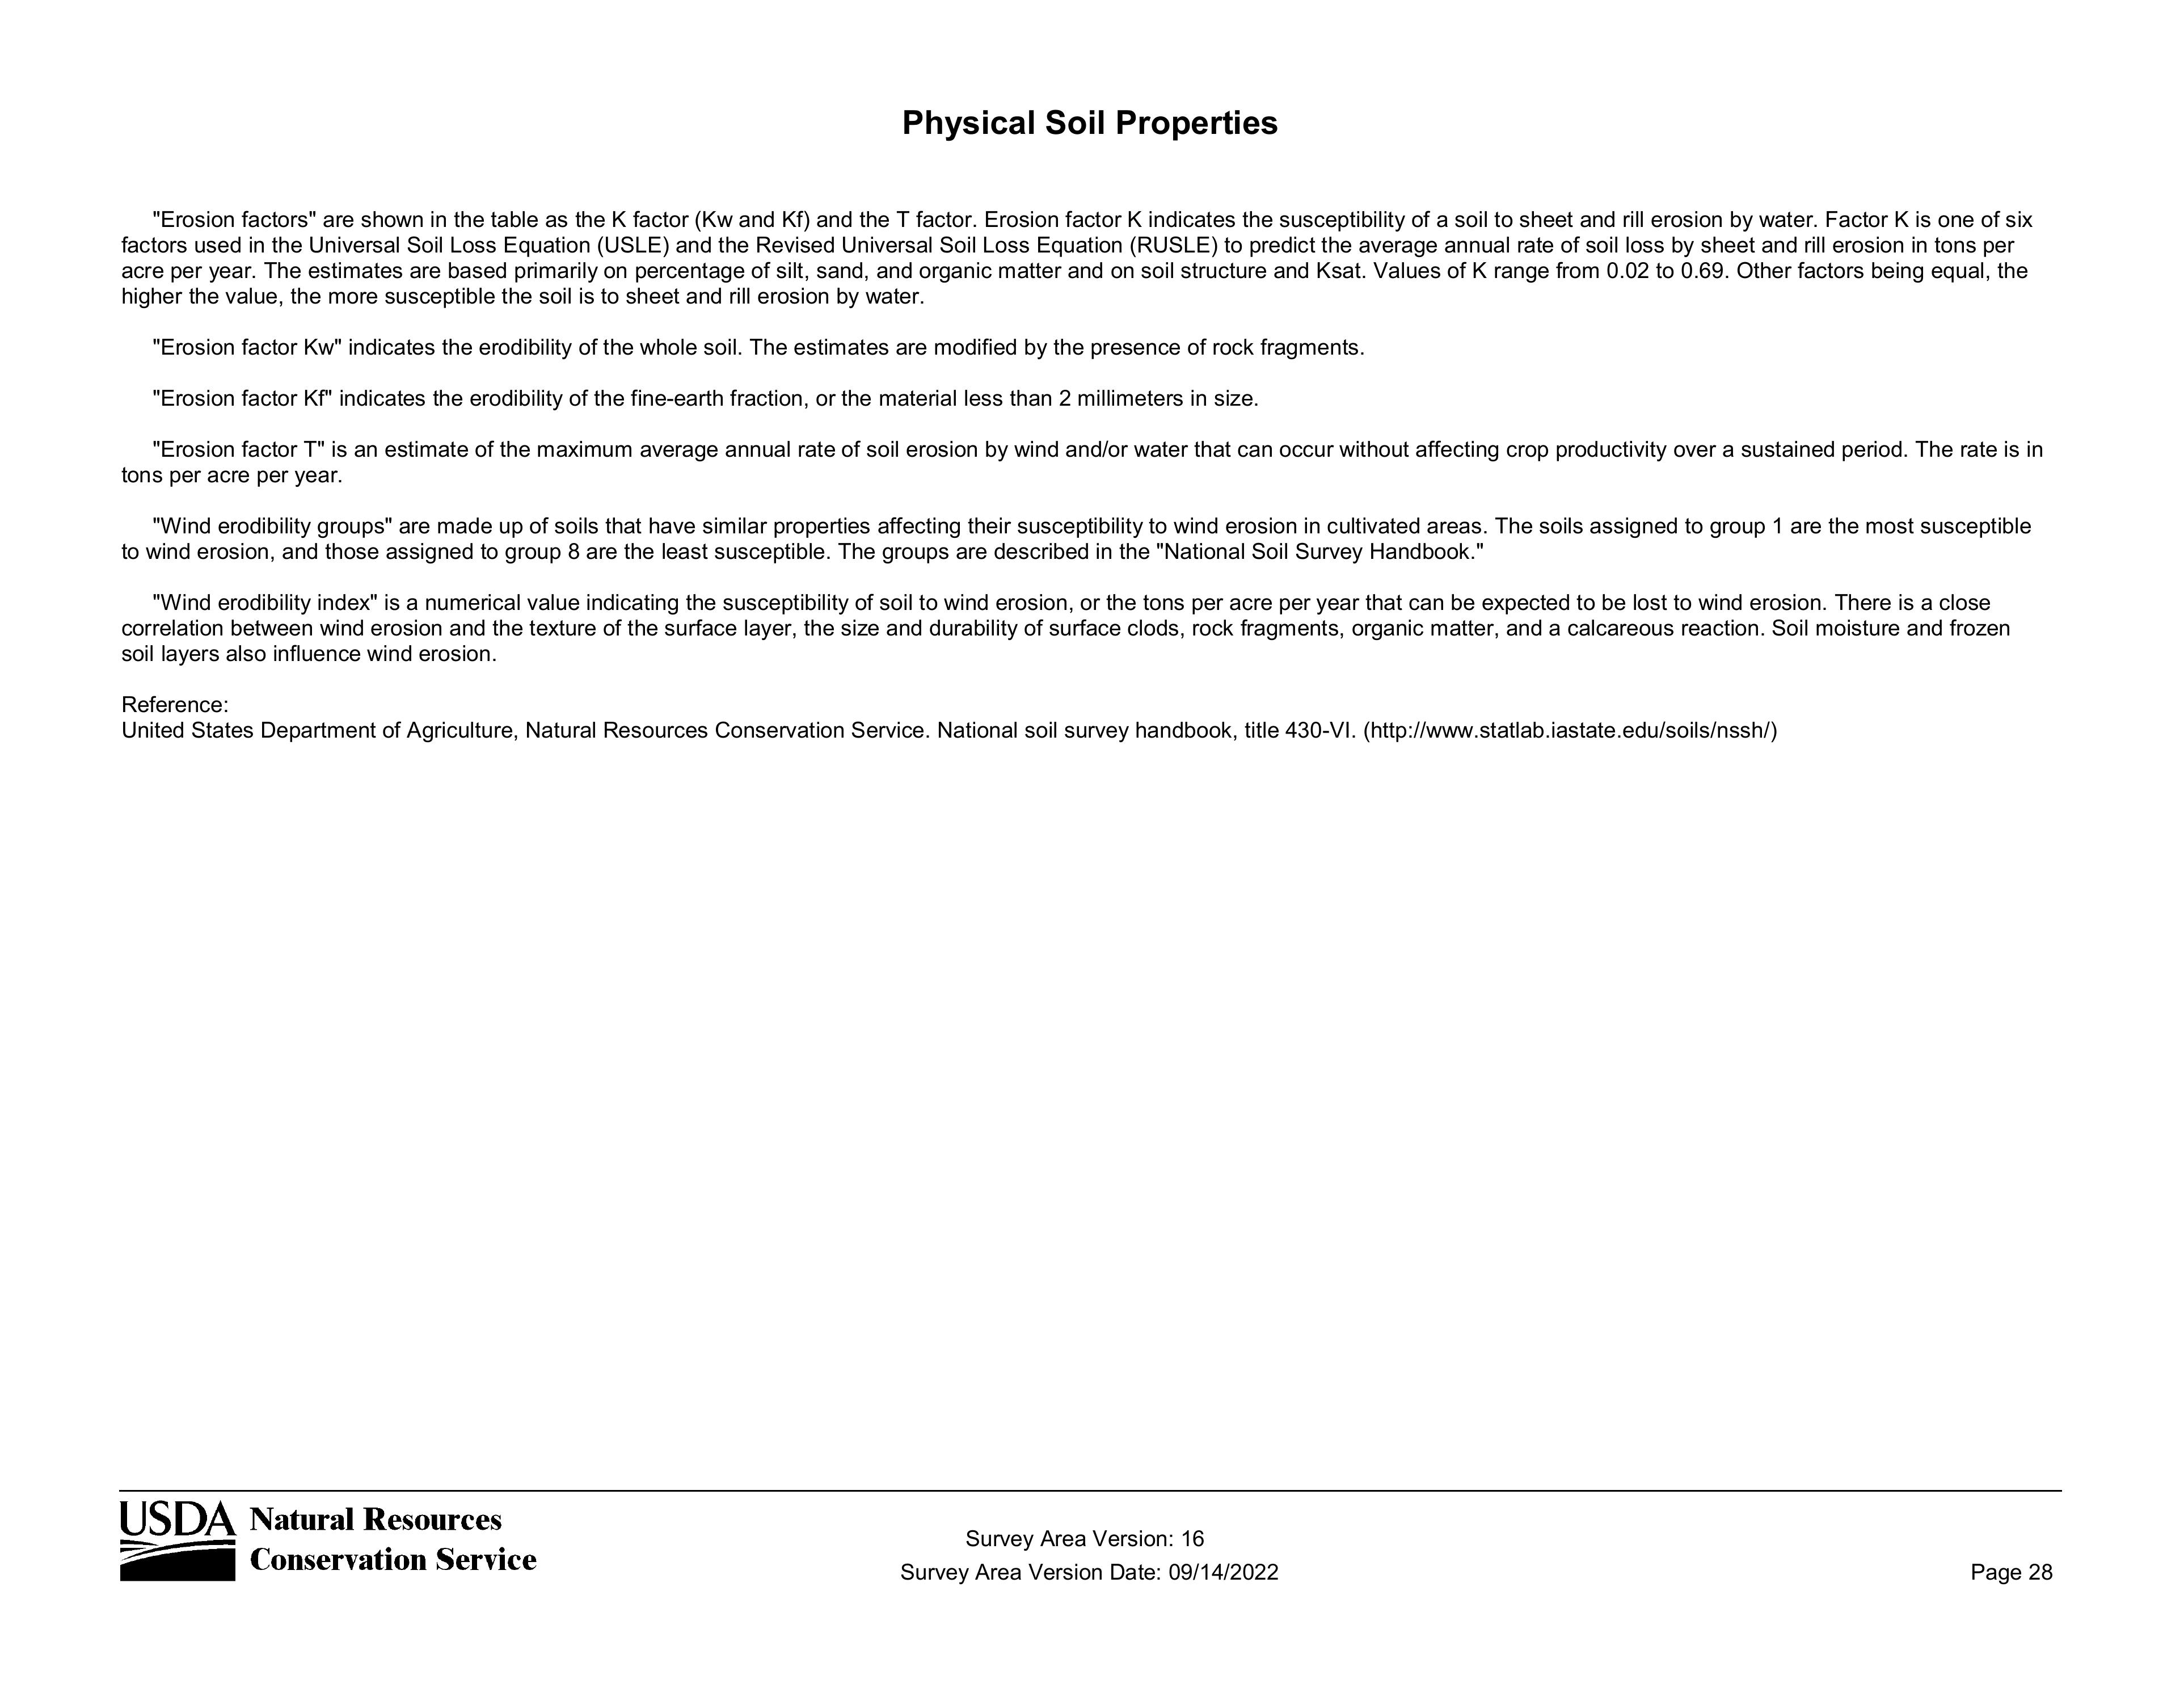 Physical Soil Properties
"Erosion factors" are shown in the table as the K factor (Kw and Kf) and the T factor. Erosion factor K indicates the susceptibility of a soil to sheet and rill erosion by water. Factor K is one of six
factors used in the Universal Soil Loss Equation (USLE) and the Revised Universal Soil Loss Equation (RUSLE) to predict the average annual rate of soil loss by sheet and rill erosion in tons per
acre per year. The estimates are based primarily on percentage of silt, sand, and organic matter and on soil structure and Ksat. Values of K range from 0.02 to 0.69. Other factors being equal, the
higher the value, the more susceptible the soil is to sheet and rill erosion by water.
"Erosion factor Kw" indicates the erodibility of the whole soil. The estimates are modified by the presence of rock fragments.
"Erosion factor Kf" indicates the erodibility of the fine-earth fraction, or the material less than 2 millimeters in size.
"Erosion factor T" is an estimate of the maximum average annual rate of soil erosion by wind and/or water that can occur without affecting crop productivity over a sustained period. The rate is in
tons per acre per year.
"Wind erodibility groups" are made up of soils that have similar properties affecting their susceptibility to wind erosion in cultivated areas. The soils assigned to group 1 are the most susceptible
to wind erosion, and those assigned to group 8 are the least susceptible. The groups are described in the "National Soil Survey Handbook."
"Wind erodibility index" is a numerical value indicating the susceptibility of soil to wind erosion, or the tons per acre per year that can be expected to be lost to wind erosion. There is a close
correlation between wind erosion and the texture of the surface layer, the size and durability of surface clods, rock fragments, organic matter, and a calcareous reaction. Soil moisture and frozen
soil layers also influence wind erosion.
Reference:
United States Department of Agriculture, Natural Resources Conservation Service. National soil survey handbook, title 430-VI. (http://www.statlab.iastate.edu/soils/nssh/)
USDA Natural Resources
Conservation Service
Survey Area Version: 16
Survey Area Version Date: 09/14/2022
Page 28